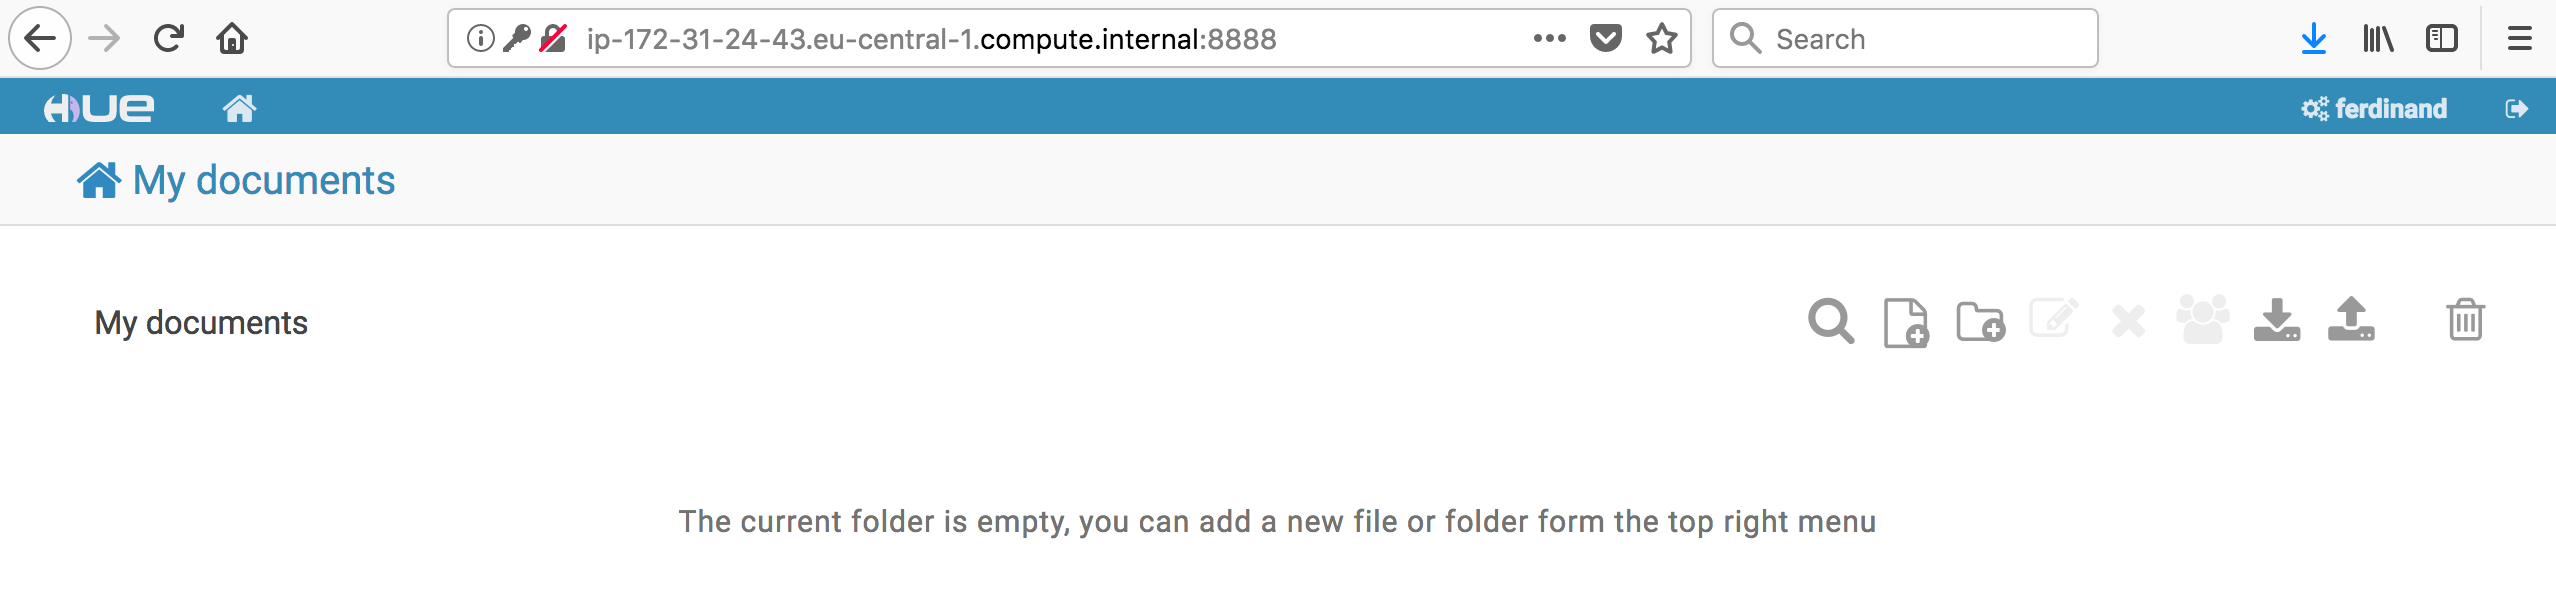 ip-172-31-24-43.eu-central-1.compute.internal:8888
Search
HUE
ferdinand
My documents
My documents
The current folder is empty, you can add a new file or folder form the top right menu